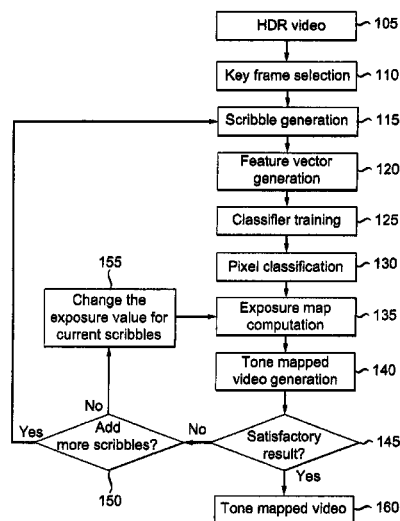 HDR video
105
Key frame selection
110
Scribble generation
115
Feature vector
generation
120
Classifier training
125
155
Pixel classification
130
Change the
exposure value for
current scribbles
Exposure map
computation
135
Tone mapped
video generation
140
No
Yes
Add
more scribbles?
No
Satisfactory
result?
145
Yes
150
Tone mapped video
160